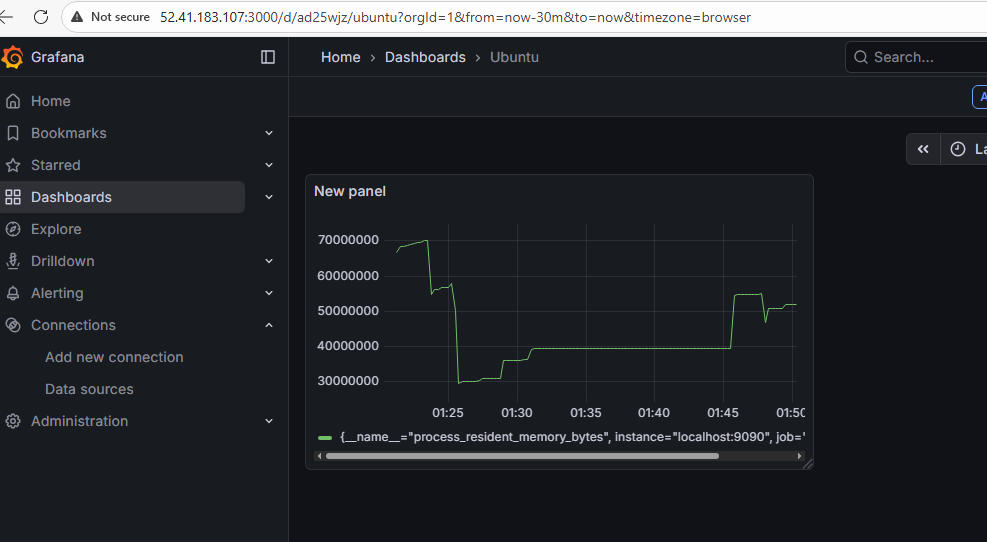 Not secure 52.41.183.107:3000/d/ad25wjz/ubuntu?orgId=1&from=now-30m&to=now&timezone=browser
Grafana
Home › Dashboards › Ubuntu
Search...
A
Home
Bookmarks
Starred
Dashboards
Explore
Drilldown
Alerting
Connections
Add new connection
Data sources
Administration
La
New panel
70000000
60000000
50000000
40000000
30000000
01:25 01:30 01:35 01:40 01:45 01:50
{__name__="process_resident_memory_bytes", instance="localhost:9090", job="